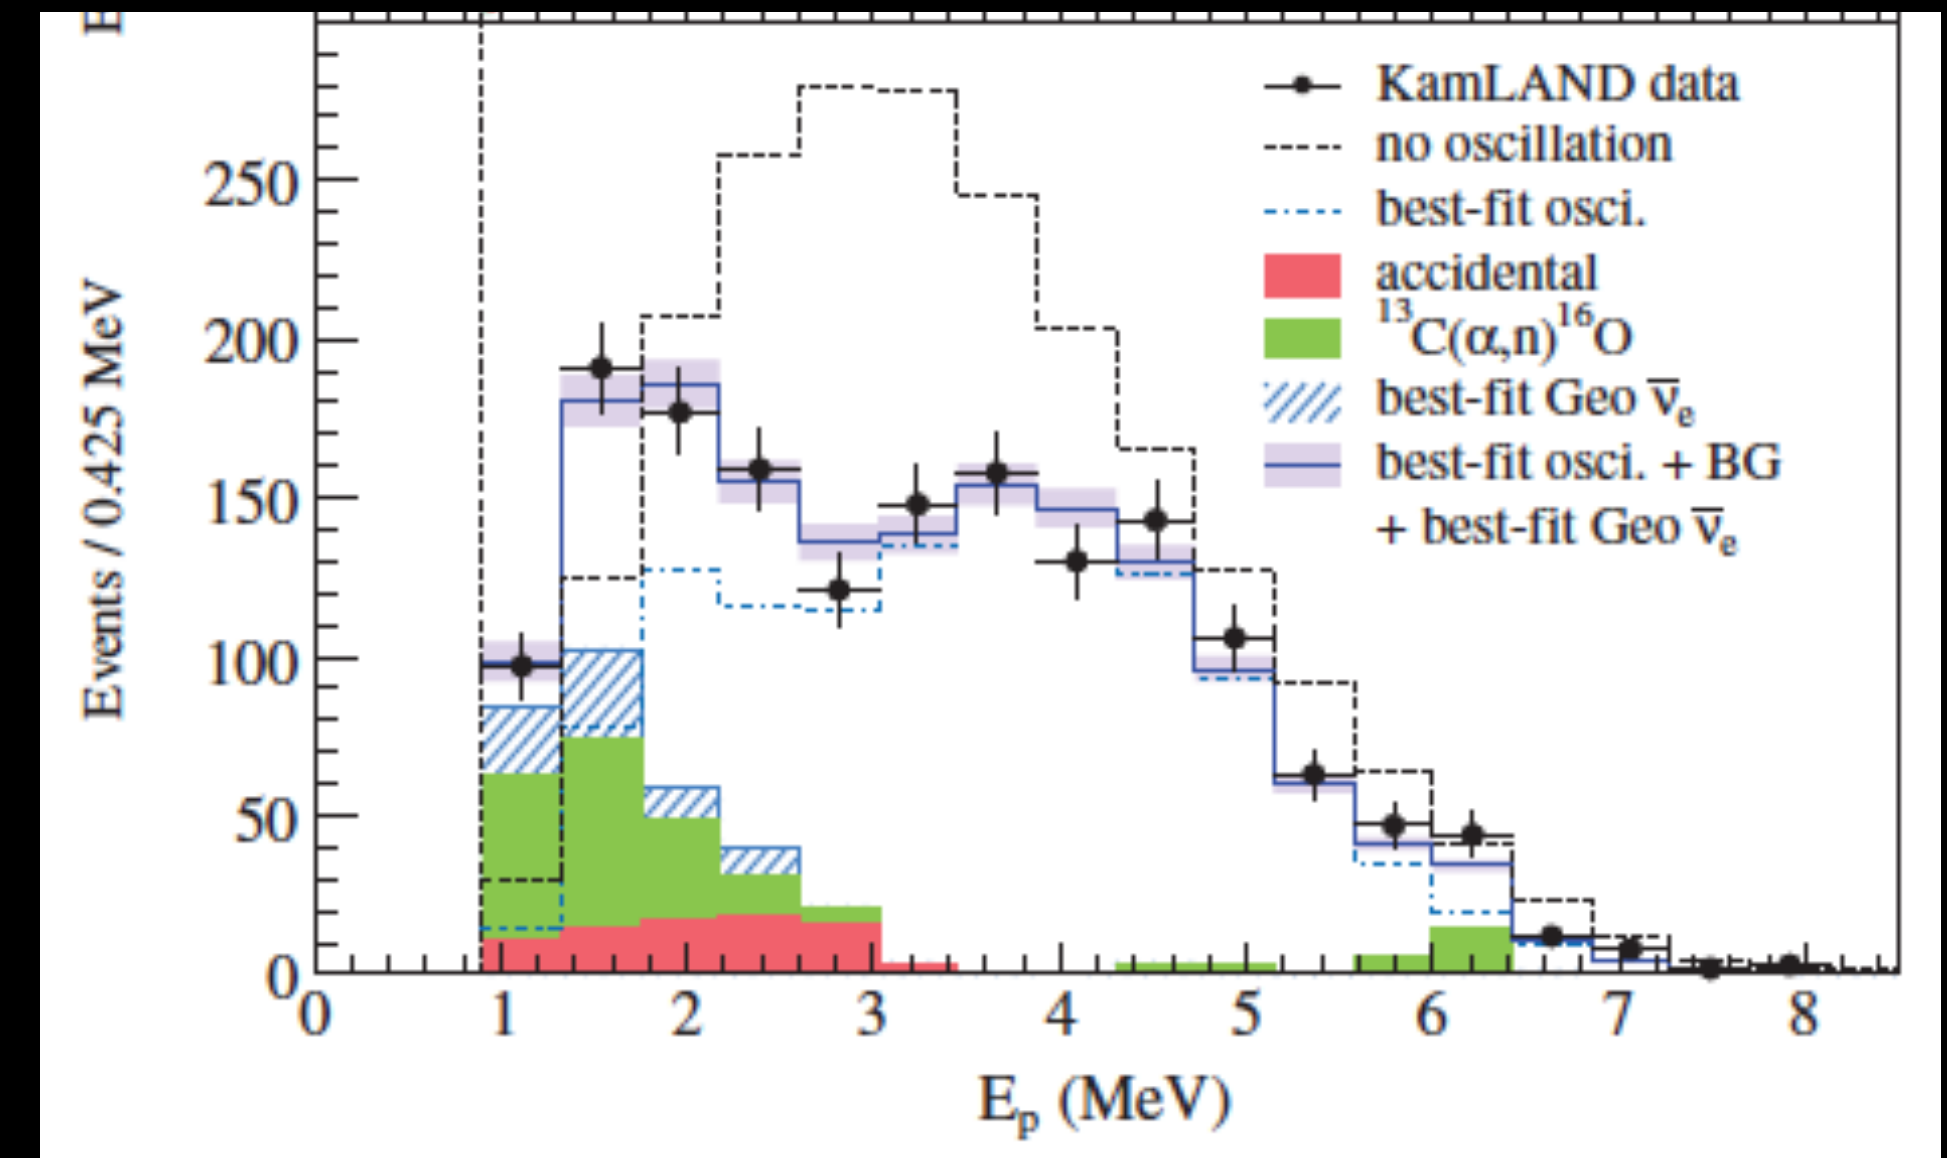 E
KamLAND data
no oscillation
best-fit osci.
accidental
¹³C(α,n)¹⁶O
best-fit Geo ν̅ₑ
best-fit osci. + BG
+ best-fit Geo ν̅ₑ
250
200
150
100
50
0
Events / 0.425 MeV
0 1 2 3 4 5 6 7 8
Eₚ (MeV)